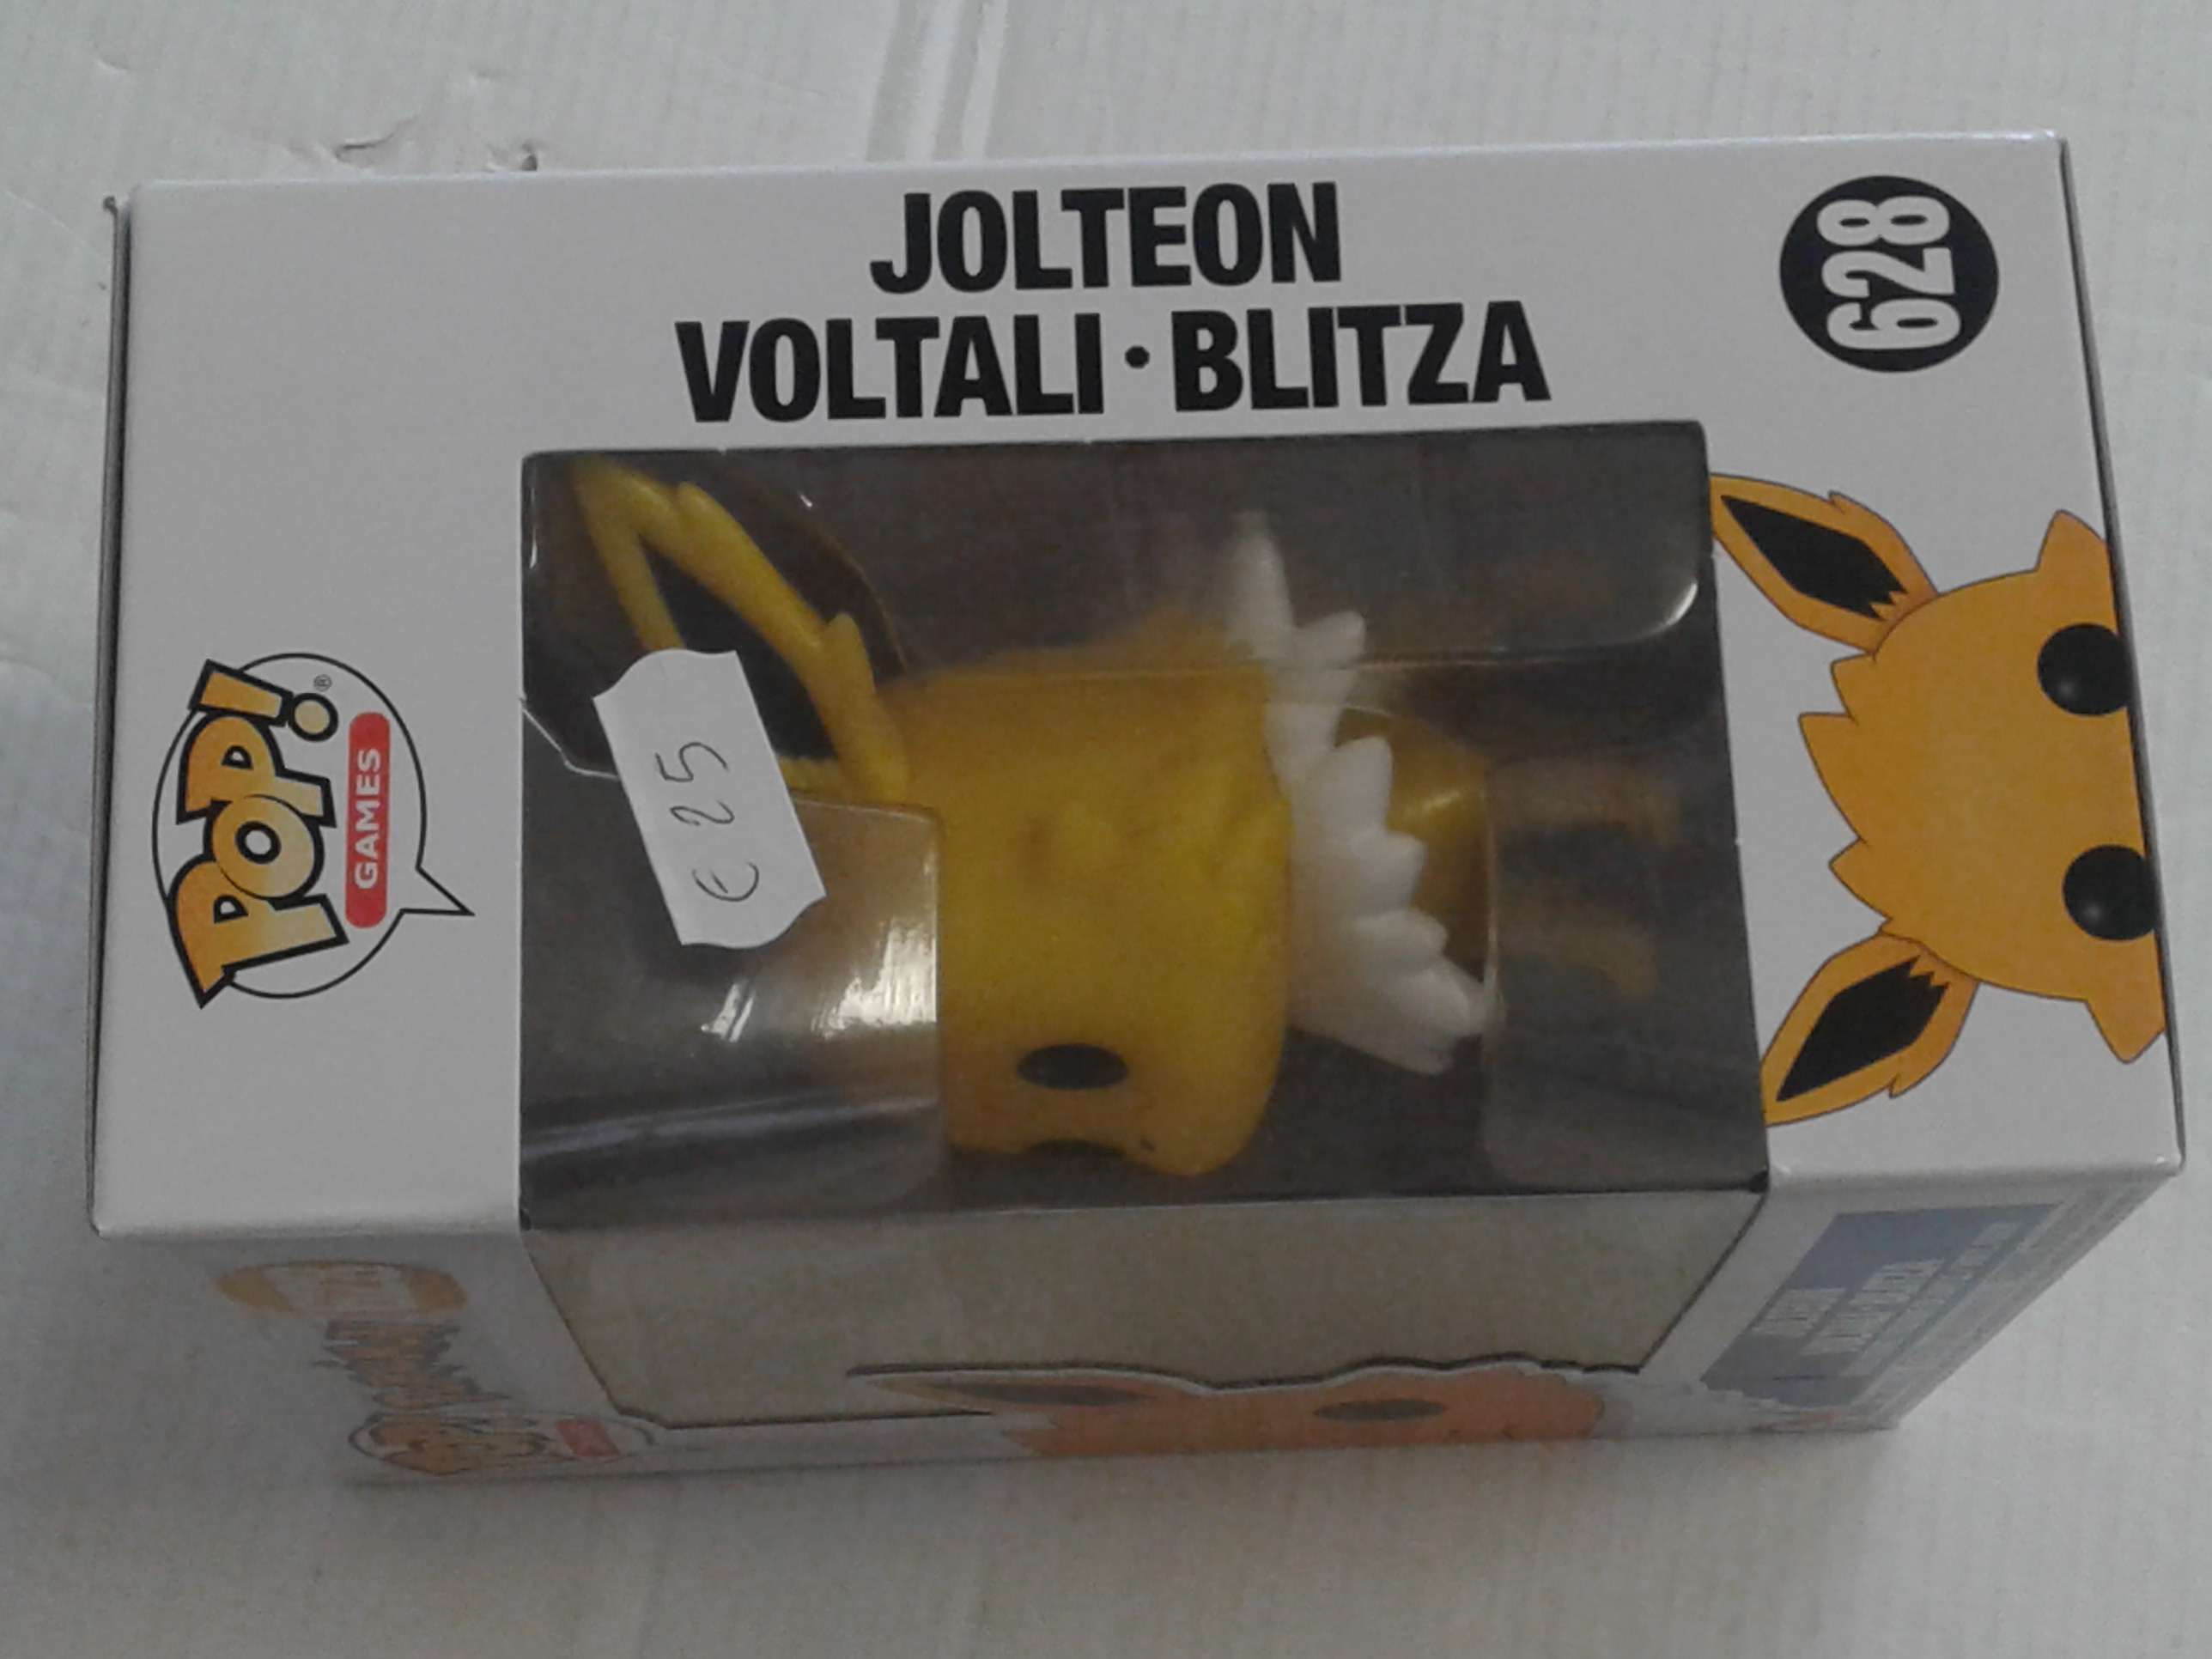 JOLTEON
VOLTALI · BLITZA
628
POP!®
GAMES
€ 25